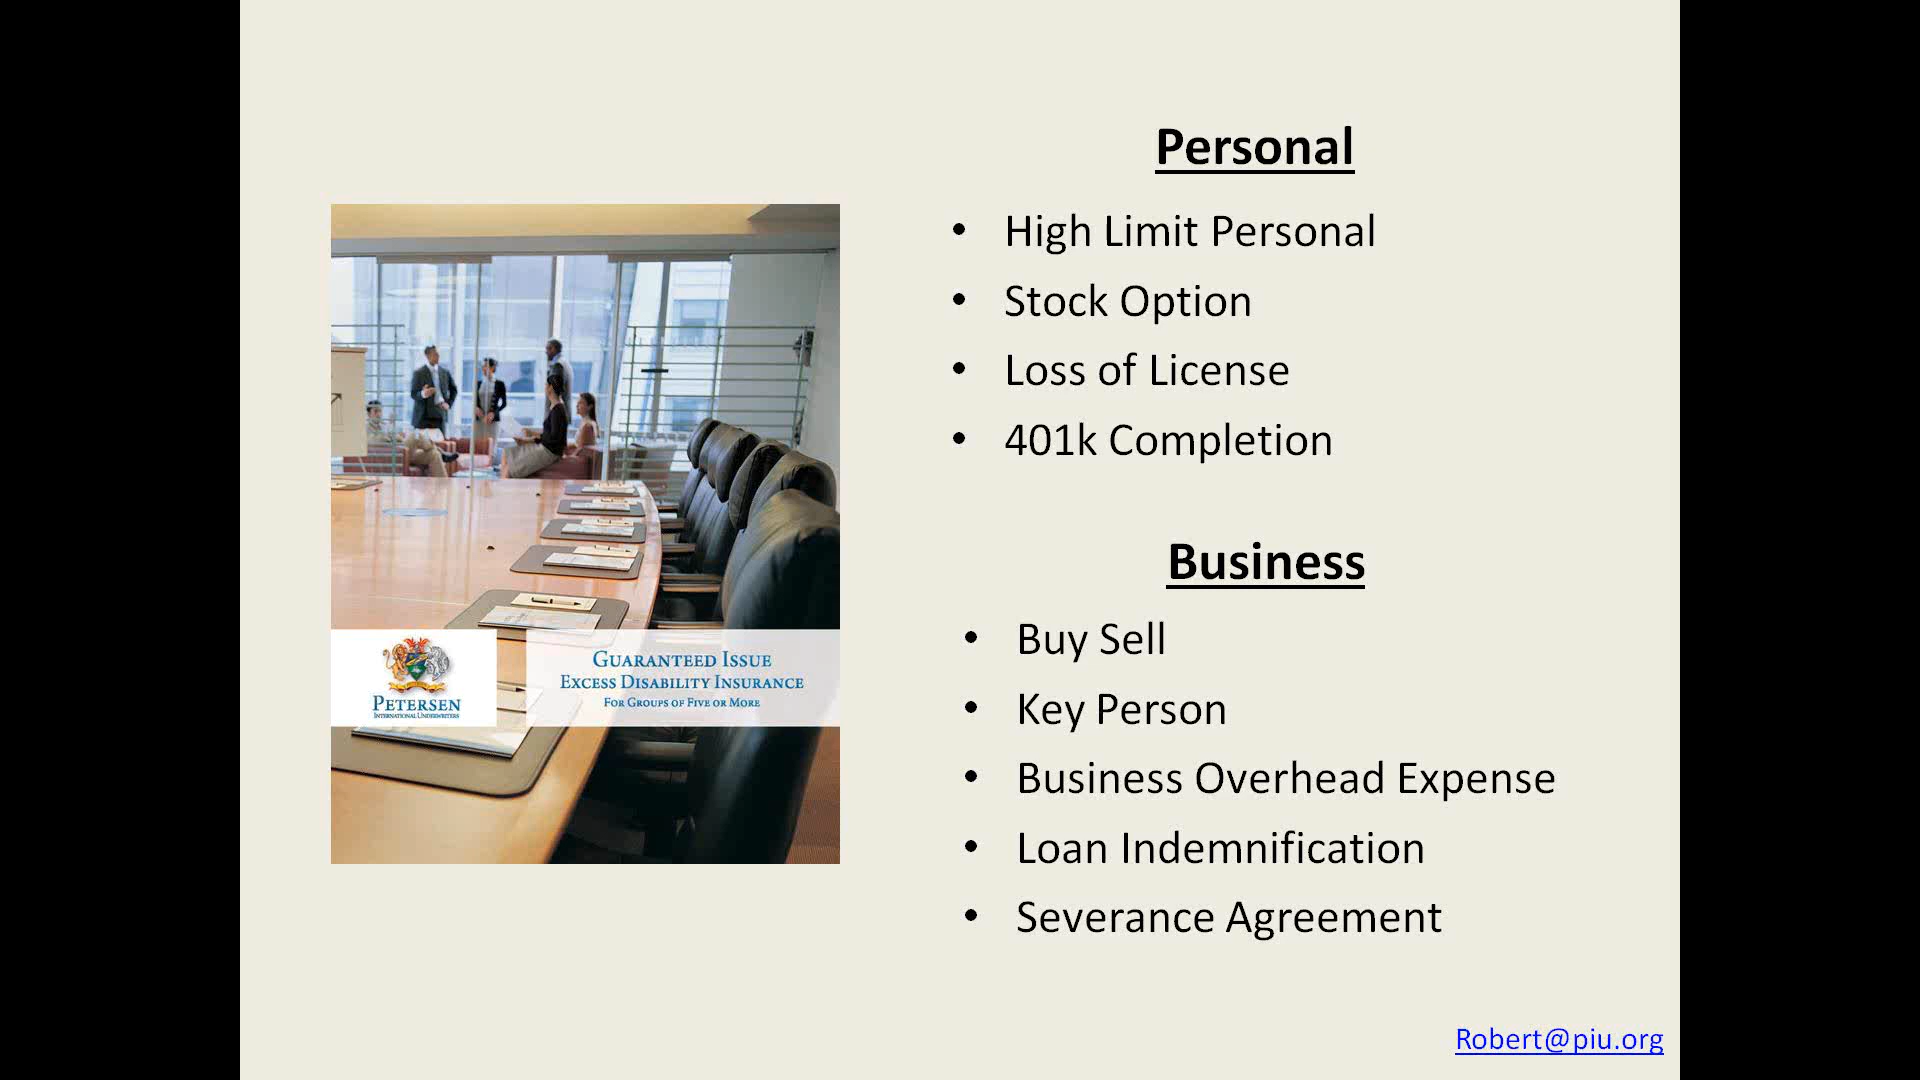 Personal
• High Limit Personal
• Stock Option
• Loss of License
• 401k Completion
Business
• Buy Sell
• Key Person
• Business Overhead Expense
• Loan Indemnification
• Severance Agreement
PETERSEN
INTERNATIONAL UNDERWRITERS
GUARANTEED ISSUE
EXCESS DISABILITY INSURANCE
FOR GROUPS OF FIVE OR MORE
Robert@piu.org